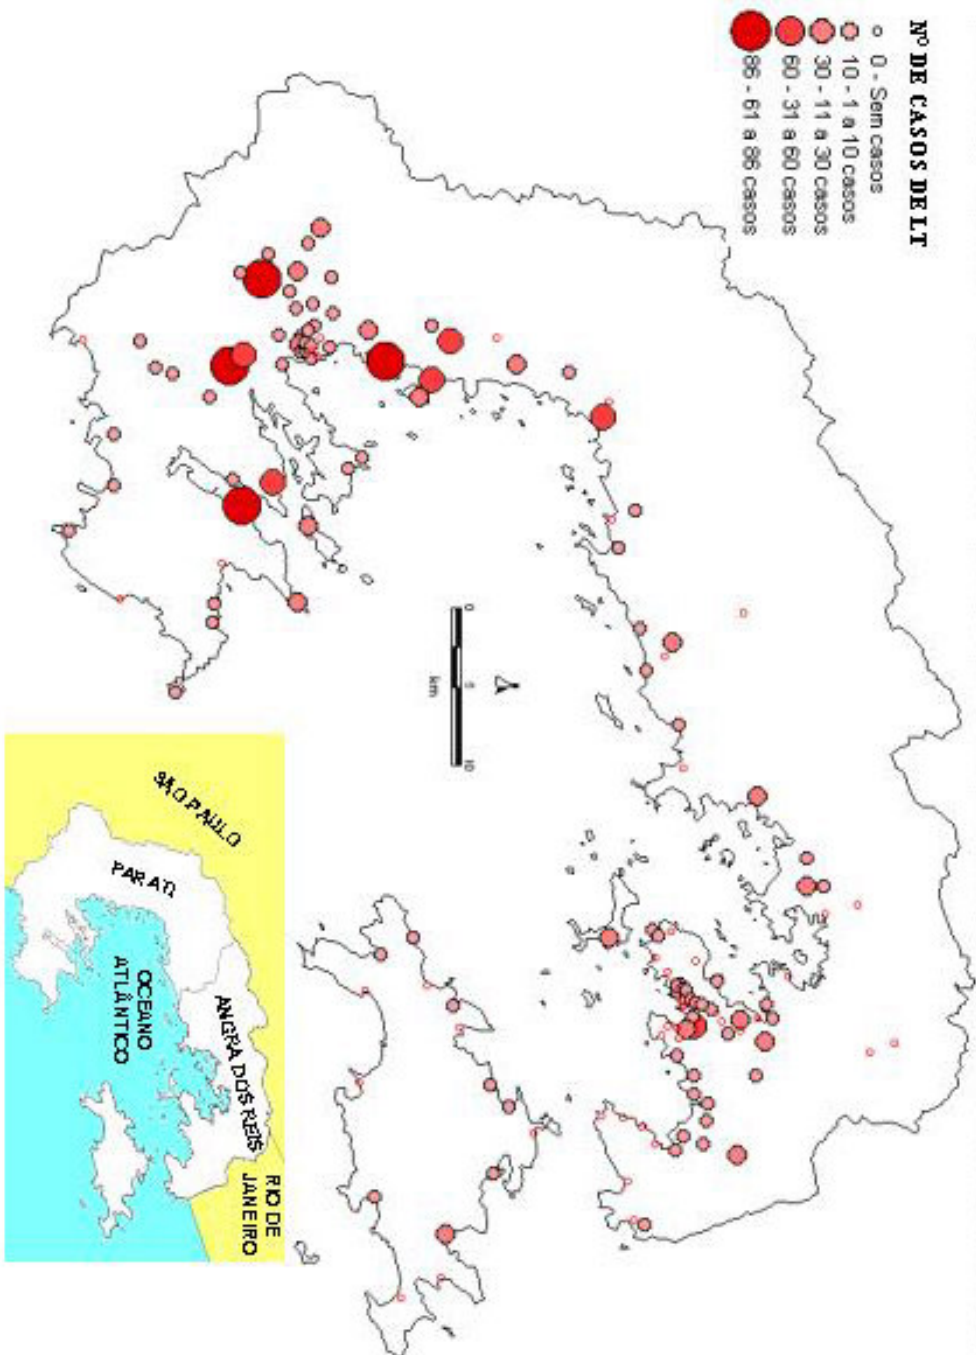 Nº DE CASOS DE LT
0 - Sem casos
10 - 1 a 10 casos
30 - 11 a 30 casos
60 - 31 a 60 casos
86 - 61 a 86 casos
0 5 10
km
SÃO PAULO
PARATI
ANGRA DOS REIS
RIO DE
JANEIRO
OCEANO
ATLÂNTICO